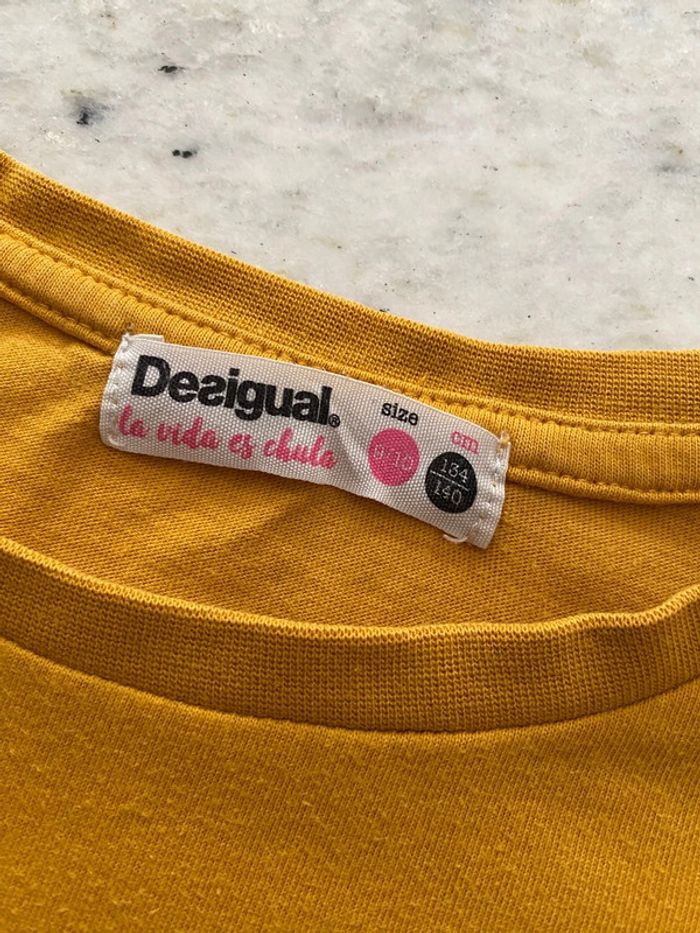 Desigual®
la vida es chula
size
9/10
cm
134
140